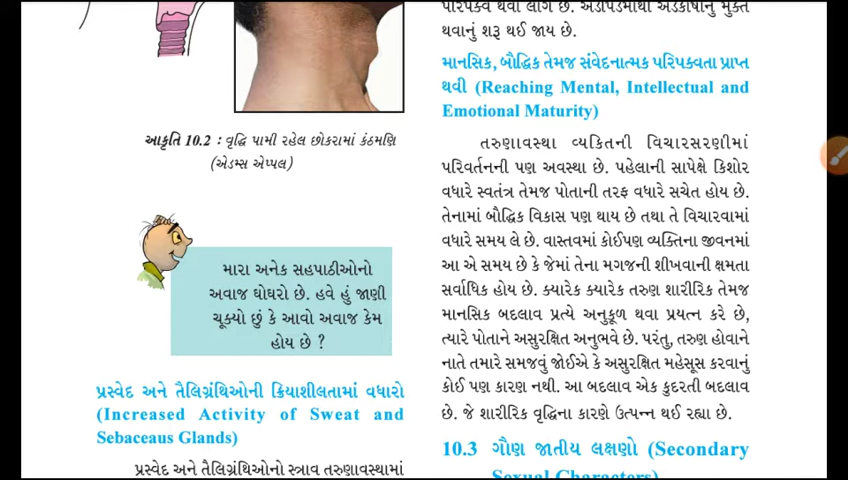 આકૃતિ 10.2 : વૃદ્ધિ પામી રહેલ છોકરામાં કંઠમણિ
(એડમ્સ એપ્પલ)
મારા અનેક સહપાઠીઓનો
અવાજ ઘોઘરો છે. હવે હું જાણી
ચૂક્યો છું કે આવો અવાજ કેમ
હોય છે ?
પ્રસ્વેદ અને તૈલિગ્રંથિઓની ક્રિયાશીલતામાં વધારો
(Increased Activity of Sweat and
Sebaceaus Glands)
પ્રસ્વેદ અને તૈલિગ્રંથિઓનો સ્ત્રાવ તરુણાવસ્થામાં
પરિપક્વ થવા લાગે છે. અંડપિંડમાંથી અંડકોષોનું મુક્ત
થવાનું શરૂ થઈ જાય છે.
માનસિક, બૌદ્ધિક તેમજ સંવેદનાત્મક પરિપક્વતા પ્રાપ્ત
થવી (Reaching Mental, Intellectual and
Emotional Maturity)
તરુણાવસ્થા વ્યક્તિની વિચારસરણીમાં
પરિવર્તનની પણ અવસ્થા છે. પહેલાની સાપેક્ષે કિશોર
વધારે સ્વતંત્ર તેમજ પોતાની તરફ વધારે સચેત હોય છે.
તેનામાં બૌદ્ધિક વિકાસ પણ થાય છે તથા તે વિચારવામાં
વધારે સમય લે છે. વાસ્તવમાં કોઈપણ વ્યક્તિના જીવનમાં
આ એ સમય છે કે જેમાં તેના મગજની શીખવાની ક્ષમતા
સર્વાધિક હોય છે. ક્યારેક ક્યારેક તરુણ શારીરિક તેમજ
માનસિક બદલાવ પ્રત્યે અનુકૂળ થવા પ્રયત્ન કરે છે,
ત્યારે પોતાને અસુરક્ષિત અનુભવે છે. પરંતુ, તરુણ હોવાને
નાતે તમારે સમજવું જોઈએ કે અસુરક્ષિત મહેસૂસ કરવાનું
કોઈ પણ કારણ નથી. આ બદલાવ એક કુદરતી બદલાવ
છે. જે શારીરિક વૃદ્ધિના કારણે ઉત્પન્ન થઈ રહ્યા છે.
10.3 ગૌણ જાતીય લક્ષણો (Secondary
Sexual Characters)